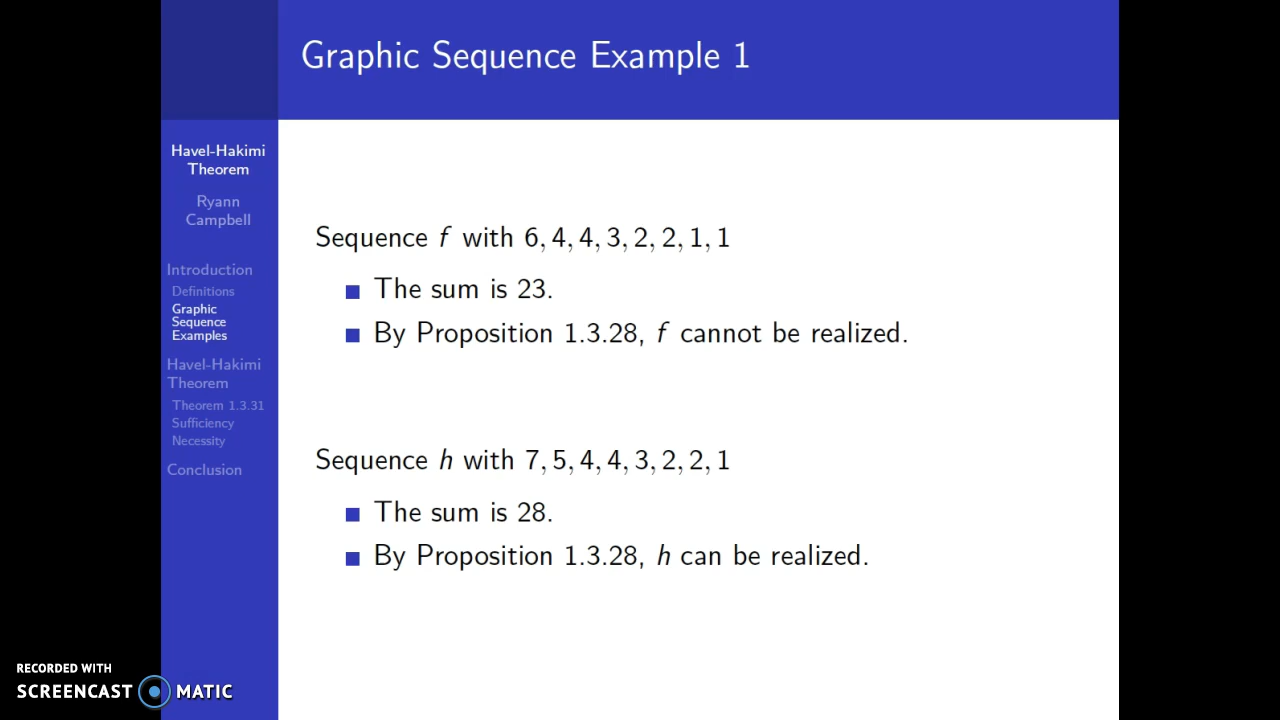 Graphic Sequence Example 1
Havel-Hakimi
Theorem
Ryann
Campbell
Introduction
Definitions
Graphic
Sequence
Examples
Havel-Hakimi
Theorem
Theorem 1.3.31
Sufficiency
Necessity
Conclusion
Sequence f with 6, 4, 4, 3, 2, 2, 1, 1
The sum is 23.
By Proposition 1.3.28, f cannot be realized.
Sequence h with 7, 5, 4, 4, 3, 2, 2, 1
The sum is 28.
By Proposition 1.3.28, h can be realized.
RECORDED WITH
SCREENCAST MATIC